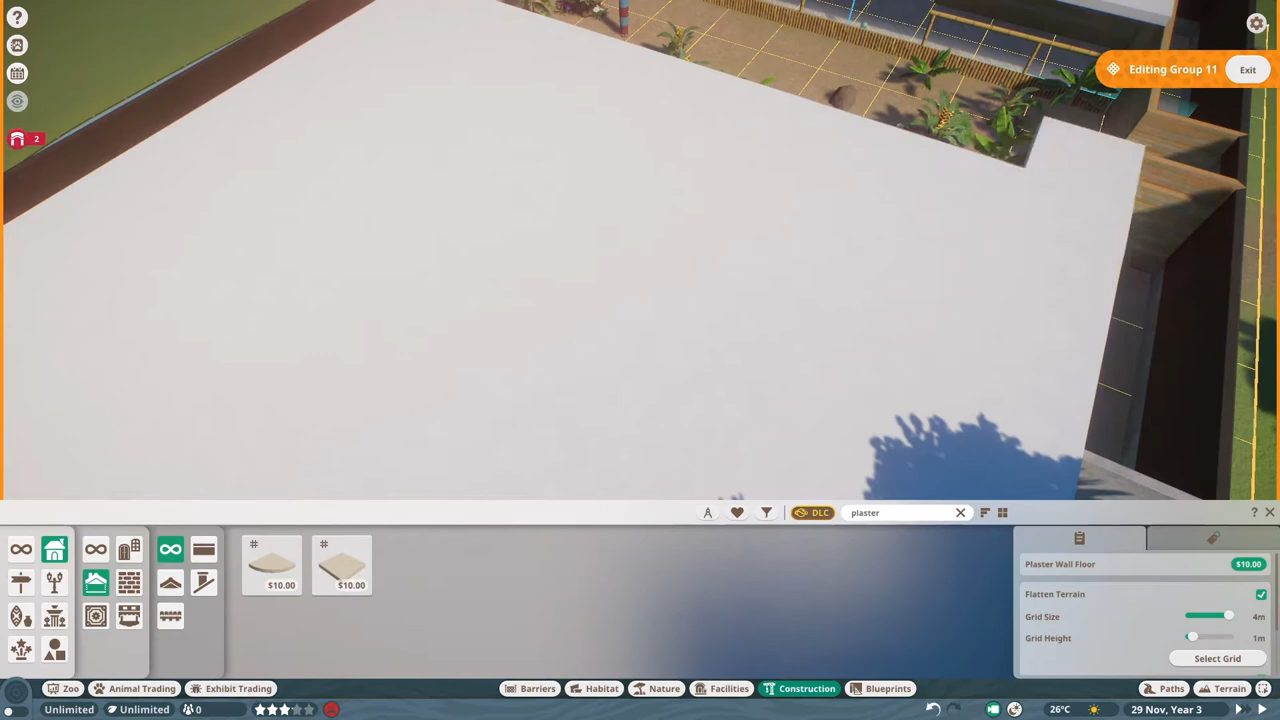 Editing Group 11
Exit
2
DLC
plaster
$10.00
$10.00
Plaster Wall Floor
$10.00
Flatten Terrain
Grid Size
4m
Grid Height
1m
Select Grid
Zoo
Animal Trading
Exhibit Trading
Barriers
Habitat
Nature
Facilities
Construction
Blueprints
Paths
Terrain
Unlimited
Unlimited
0
26°C
29 Nov, Year 3